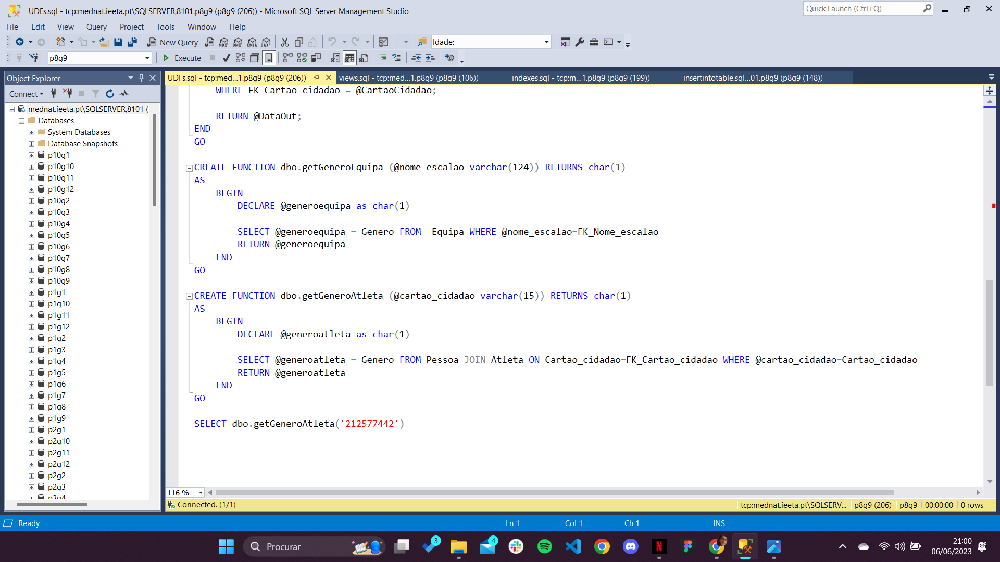 UDFs.sql - tcp:mednat.ieeta.pt\SQLSERVER,8101.p8g9 (p8g9 (206)) - Microsoft SQL Server Management Studio
Quick Launch (Ctrl+Q)
File Edit View Query Project Tools Window Help
New Query MDX DMX XMLA DAX Idade:
p8g9 Execute
Object Explorer
UDFs.sql - tcp:med...1.p8g9 (p8g9 (206)) views.sql - tcp:med...1.p8g9 (p8g9 (106)) indexes.sql - tcp:m...1.p8g9 (p8g9 (199)) insertintotable.sql...01.p8g9 (p8g9 (148))
Connect
mednat.ieeta.pt\SQLSERVER,8101 (
Databases
System Databases
Database Snapshots
p10g1
p10g10
p10g11
p10g12
p10g2
p10g3
p10g4
p10g5
p10g6
p10g7
p10g8
p10g9
p1g1
p1g10
p1g11
p1g12
p1g2
p1g3
p1g4
p1g5
p1g6
p1g7
p1g8
p1g9
p2g1
p2g10
p2g11
p2g12
p2g2
p2g3
p2g4
WHERE FK_Cartao_cidadao = @CartaoCidadao;
RETURN @DataOut;
END
GO
CREATE FUNCTION dbo.getGeneroEquipa (@nome_escalao varchar(124)) RETURNS char(1)
AS
BEGIN
DECLARE @generoequipa as char(1)
SELECT @generoequipa = Genero FROM  Equipa WHERE @nome_escalao=FK_Nome_escalao
RETURN @generoequipa
END
GO
CREATE FUNCTION dbo.getGeneroAtleta (@cartao_cidadao varchar(15)) RETURNS char(1)
AS
BEGIN
DECLARE @generoatleta as char(1)
SELECT @generoatleta = Genero FROM Pessoa JOIN Atleta ON Cartao_cidadao=FK_Cartao_cidadao WHERE @cartao_cidadao=Cartao_cidadao
RETURN @generoatleta
END
GO
SELECT dbo.getGeneroAtleta('212577442')
116 %
Connected. (1/1) tcp:mednat.ieeta.pt\SQLSERV... p8g9 (206) p8g9 00:00:00 0 rows
Ready Ln 1 Col 1 Ch 1 INS
Procurar 3 4 21:00
06/06/2023